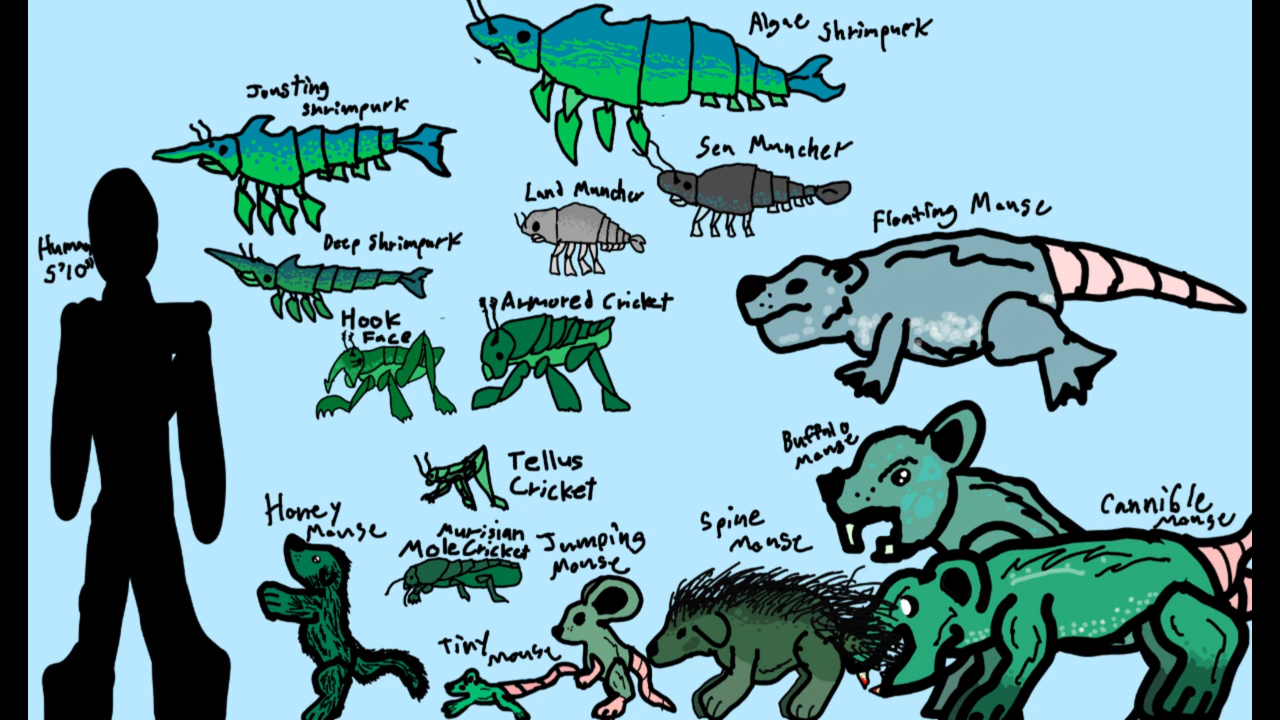 Algae shrimpurk
Jousting
shrimpurk
Sea Muncher
Land Muncher
Floating Mouse
Human
5'10"
Deep shrimpurk
Armored Cricket
Hook
Face
Buffalo
mouse
Tellus
Cricket
Cannible
mouse
Honey
Mouse
Murisian
Mole Cricket
Jumping
Mouse
Spine
Mouse
Tiny
mouse